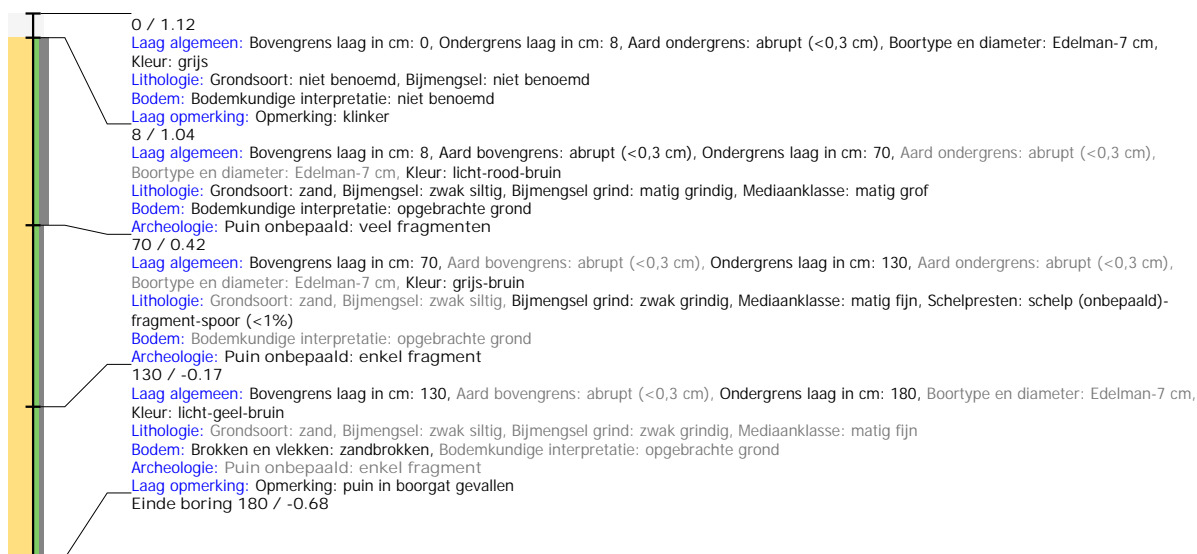 0 / 1.12
Laag algemeen: Bovengrens laag in cm: 0, Ondergrens laag in cm: 8, Aard ondergrens: abrupt (<0,3 cm), Boortype en diameter: Edelman-7 cm,
Kleur: grijs
Lithologie: Grondsoort: niet benoemd, Bijmengsel: niet benoemd
Bodem: Bodemkundige interpretatie: niet benoemd
Laag opmerking: Opmerking: klinker
8 / 1.04
Laag algemeen: Bovengrens laag in cm: 8, Aard bovengrens: abrupt (<0,3 cm), Ondergrens laag in cm: 70, Aard ondergrens: abrupt (<0,3 cm),
Boortype en diameter: Edelman-7 cm, Kleur: licht-rood-bruin
Lithologie: Grondsoort: zand, Bijmengsel: zwak siltig, Bijmengsel grind: matig grindig, Mediaanklasse: matig grof
Bodem: Bodemkundige interpretatie: opgebrachte grond
Archeologie: Puin onbepaald: veel fragmenten
70 / 0.42
Laag algemeen: Bovengrens laag in cm: 70, Aard bovengrens: abrupt (<0,3 cm), Ondergrens laag in cm: 130, Aard ondergrens: abrupt (<0,3 cm),
Boortype en diameter: Edelman-7 cm, Kleur: grijs-bruin
Lithologie: Grondsoort: zand, Bijmengsel: zwak siltig, Bijmengsel grind: zwak grindig, Mediaanklasse: matig fijn, Schelpresten: schelp (onbepaald)-
fragment-spoor (<1%)
Bodem: Bodemkundige interpretatie: opgebrachte grond
Archeologie: Puin onbepaald: enkel fragment
130 / -0.17
Laag algemeen: Bovengrens laag in cm: 130, Aard bovengrens: abrupt (<0,3 cm), Ondergrens laag in cm: 180, Boortype en diameter: Edelman-7 cm,
Kleur: licht-geel-bruin
Lithologie: Grondsoort: zand, Bijmengsel: zwak siltig, Bijmengsel grind: zwak grindig, Mediaanklasse: matig fijn
Bodem: Brokken en vlekken: zandbrokken, Bodemkundige interpretatie: opgebrachte grond
Archeologie: Puin onbepaald: enkel fragment
Laag opmerking: Opmerking: puin in boorgat gevallen
Einde boring 180 / -0.68